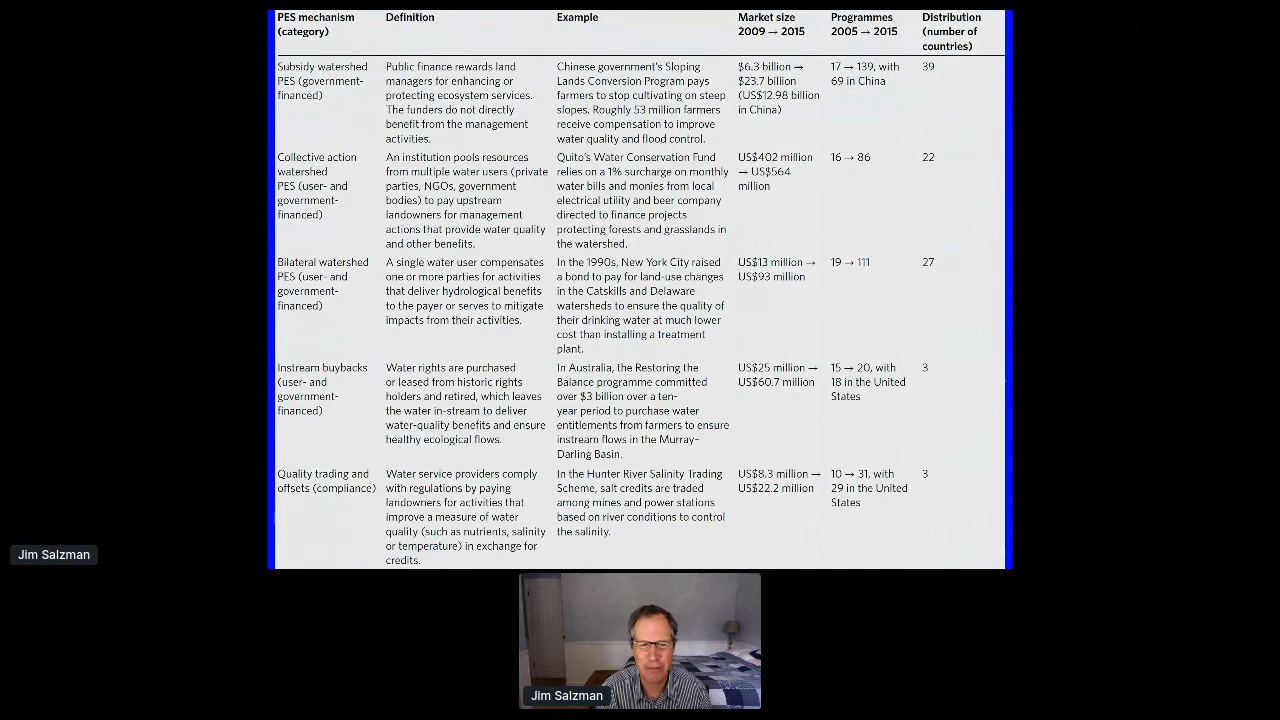 PES mechanism
(category)
Definition
Example
Market size
2009 → 2015
Programmes
2005 → 2015
Distribution
(number of
countries)
Subsidy watershed
PES (government-
financed)
Public finance rewards land
managers for enhancing or
protecting ecosystem services.
The funders do not directly
benefit from the management
activities.
Chinese government's Sloping
Lands Conversion Program pays
farmers to stop cultivating on steep
slopes. Roughly 53 million farmers
receive compensation to improve
water quality and flood control.
$6.3 billion →
$23.7 billion
(US$12.98 billion
in China)
17 → 139, with
69 in China
39
Collective action
watershed
PES (user- and
government-
financed)
An institution pools resources
from multiple water users (private
parties, NGOs, government
bodies) to pay upstream
landowners for management
actions that provide water quality
and other benefits.
Quito's Water Conservation Fund
relies on a 1% surcharge on monthly
water bills and monies from local
electrical utility and beer company
directed to finance projects
protecting forests and grasslands in
the watershed.
US$402 million
→ US$564
million
16 → 86
22
Bilateral watershed
PES (user- and
government-
financed)
A single water user compensates
one or more parties for activities
that deliver hydrological benefits
to the payer or serves to mitigate
impacts from their activities.
In the 1990s, New York City raised
a bond to pay for land-use changes
in the Catskills and Delaware
watersheds to ensure the quality of
their drinking water at much lower
cost than installing a treatment
plant.
US$13 million →
US$93 million
19 → 111
27
Instream buybacks
(user- and
government-
financed)
Water rights are purchased
or leased from historic rights
holders and retired, which leaves
the water in-stream to deliver
water-quality benefits and ensure
healthy ecological flows.
In Australia, the Restoring the
Balance programme committed
over $3 billion over a ten-
year period to purchase water
entitlements from farmers to ensure
instream flows in the Murray–
Darling Basin.
US$25 million →
US$60.7 million
15 → 20, with
18 in the United
States
3
Quality trading and
offsets (compliance)
Water service providers comply
with regulations by paying
landowners for activities that
improve a measure of water
quality (such as nutrients, salinity
or temperature) in exchange for
credits.
In the Hunter River Salinity Trading
Scheme, salt credits are traded
among mines and power stations
based on river conditions to control
the salinity.
US$8.3 million →
US$22.2 million
10 → 31, with
29 in the United
States
3
Jim Salzman
Jim Salzman